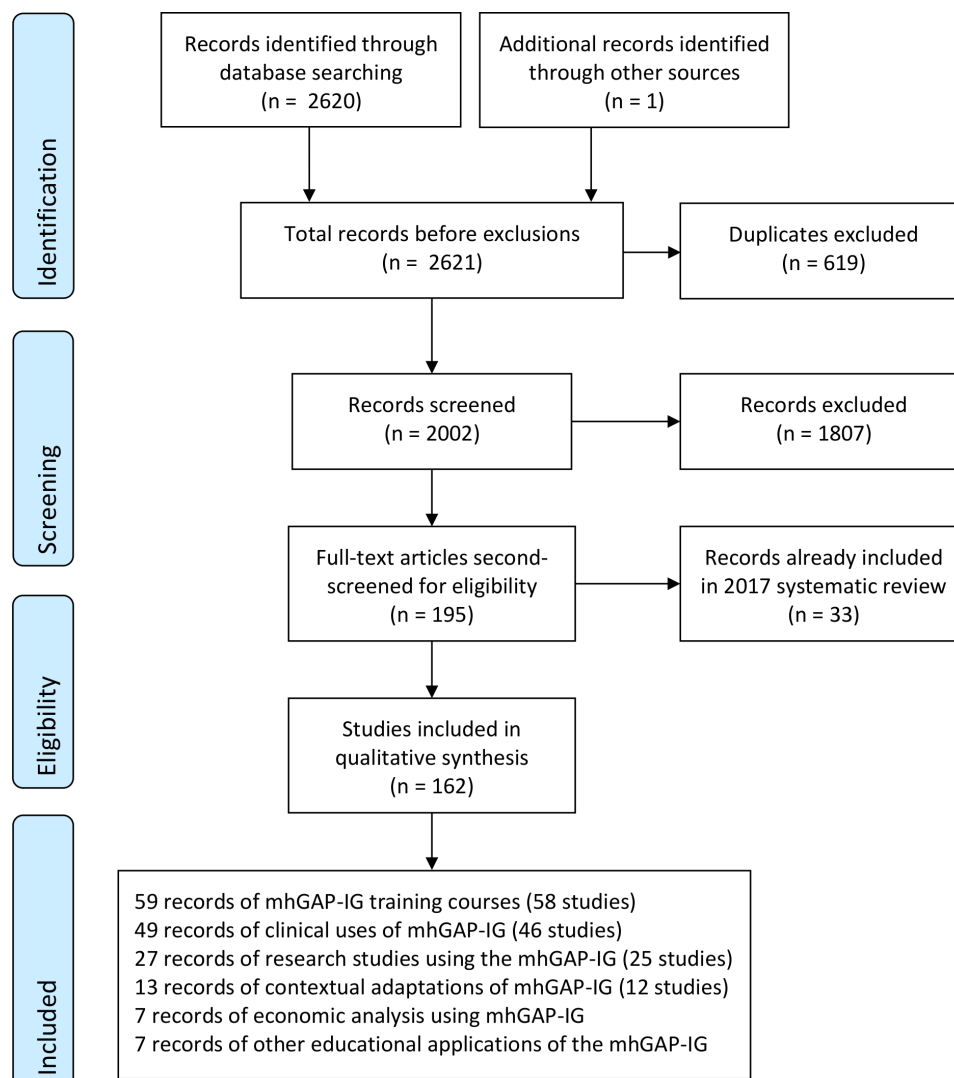 Identification
Records identified through
database searching
(n =  2620)
Additional records identified
through other sources
(n = 1)
Total records before exclusions
(n =  2621)
Duplicates excluded
(n = 619)
Screening
Records screened
(n = 2002)
Records excluded
(n = 1807)
Full-text articles second-
screened for eligibility
(n = 195)
Records already included
in 2017 systematic review
(n = 33)
Eligibility
Studies included in
qualitative synthesis
(n = 162)
Included
59 records of mhGAP-IG training courses (58 studies)
49 records of clinical uses of mhGAP-IG (46 studies)
27 records of research studies using the mhGAP-IG (25 studies)
13 records of contextual adaptations of mhGAP-IG (12 studies)
7 records of economic analysis using mhGAP-IG
7 records of other educational applications of the mhGAP-IG